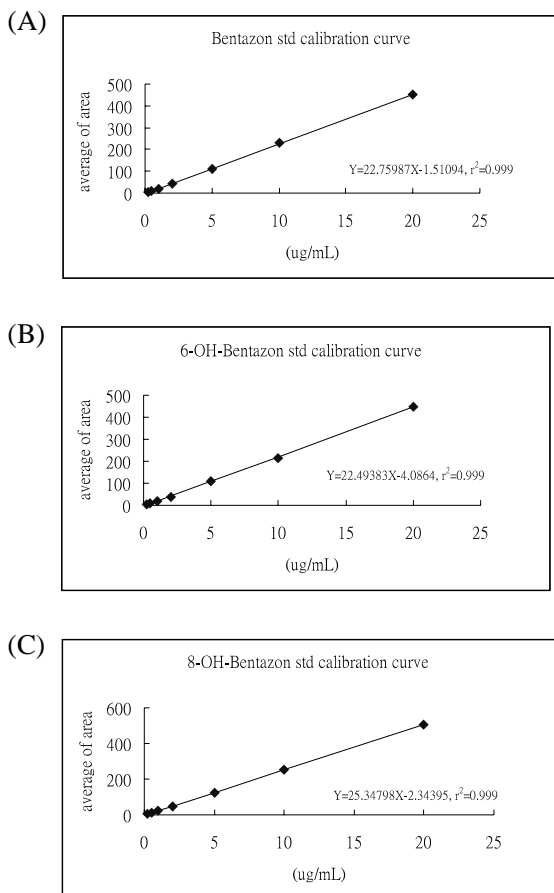 (A)
Bentazon std calibration curve
average of area
500
400
300
200
100
0
Y=22.75987X-1.51094, r²=0.999
0 5 10 15 20 25
(ug/mL)
(B)
6-OH-Bentazon std calibration curve
average of area
500
400
300
200
100
0
Y=22.49383X-4.0864, r²=0.999
0 5 10 15 20 25
(ug/mL)
(C)
8-OH-Bentazon std calibration curve
average of area
600
400
200
0
Y=25.34798X-2.34395, r²=0.999
0 5 10 15 20 25
(ug/mL)